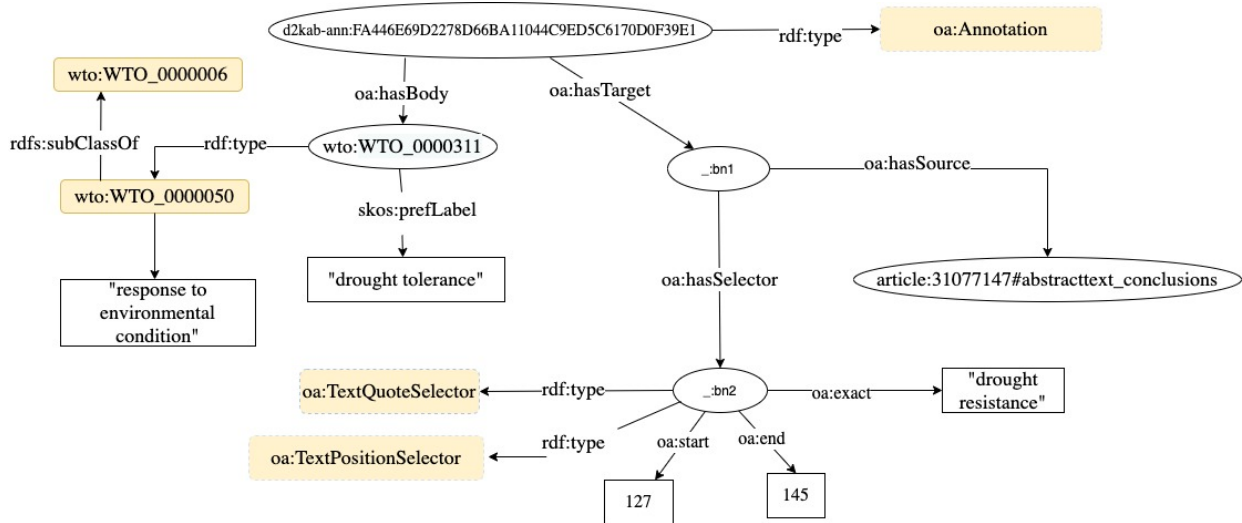 d2kab-ann:FA446E69D2278D66BA11044C9ED5C6170D0F39E1
rdf:type
oa:Annotation
wto:WTO_0000006
oa:hasBody
oa:hasTarget
rdfs:subClassOf
rdf:type
wto:WTO_0000311
oa:hasSource
_:bn1
wto:WTO_0000050
skos:prefLabel
"response to
environmental
condition"
"drought tolerance"
oa:hasSelector
article:31077147#abstracttext_conclusions
oa:TextQuoteSelector
rdf:type
_:bn2
oa:exact
"drought
resistance"
oa:TextPositionSelector
rdf:type
oa:start
oa:end
127
145